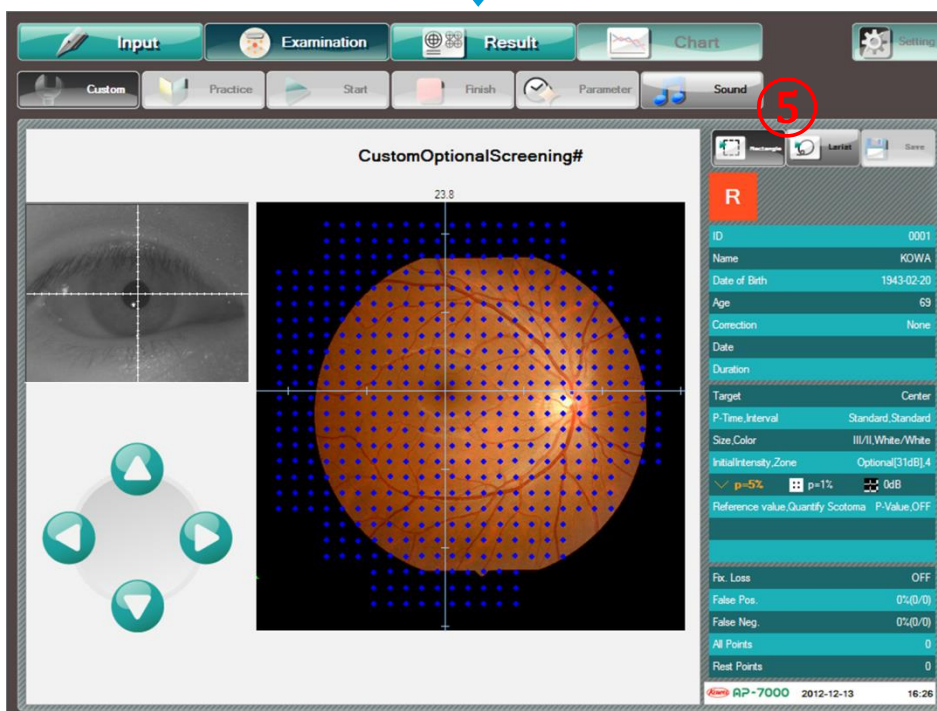 Input Examination Result Chart Setting
Custom Practice Start Finish Parameter Sound
⑤
Rectangle Lariat Save
CustomOptionalScreening#
23.8
R
ID 0001
Name KOWA
Date of Birth 1943-02-20
Age 69
Correction None
Date
Duration
Target Center
P-Time,Interval Standard,Standard
Size,Color III/II,White/White
InitialIntensity,Zone Optional[31dB],4
p=5% p=1% 0dB
Reference value,Quantify Scotoma P-Value,OFF
Fix. Loss OFF
False Pos. 0%(0/0)
False Neg. 0%(0/0)
All Points 0
Rest Points 0
Kowa AP-7000 2012-12-13 16:26